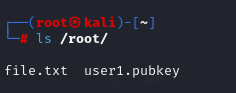 ┌──(root㉿kali)-[~]
└─# ls /root/
file.txt  user1.pubkey